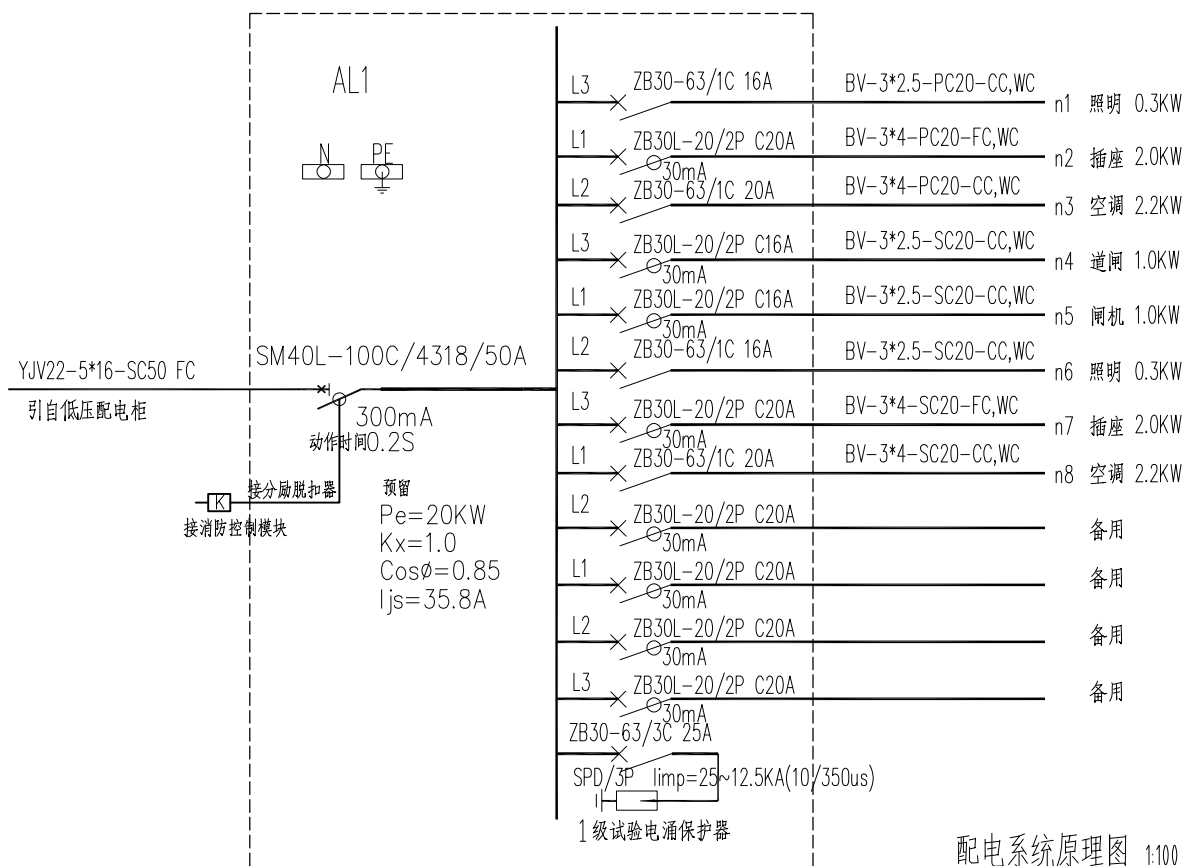 AL1
N
PE
YJV22-5*16-SC50 FC
引自低压配电柜
SM40L-100C/4318/50A
300mA
动作时间0.2S
接分励脱扣器
K
接消防控制模块
预留
Pe=20KW
Kx=1.0
CosØ=0.85
Ijs=35.8A
L3 ZB30-63/1C 16A BV-3*2.5-PC20-CC,WC n1 照明 0.3KW
L1 ZB30L-20/2P C20A BV-3*4-PC20-FC,WC n2 插座 2.0KW
30mA
L2 ZB30-63/1C 20A BV-3*4-PC20-CC,WC n3 空调 2.2KW
L3 ZB30L-20/2P C16A BV-3*2.5-SC20-CC,WC n4 道闸 1.0KW
30mA
L1 ZB30L-20/2P C16A BV-3*2.5-SC20-CC,WC n5 闸机 1.0KW
30mA
L2 ZB30-63/1C 16A BV-3*2.5-SC20-CC,WC n6 照明 0.3KW
L3 ZB30L-20/2P C20A BV-3*4-SC20-FC,WC n7 插座 2.0KW
30mA
L1 ZB30-63/1C 20A BV-3*4-SC20-CC,WC n8 空调 2.2KW
L2 ZB30L-20/2P C20A 备用
30mA
L1 ZB30L-20/2P C20A 备用
30mA
L2 ZB30L-20/2P C20A 备用
30mA
L3 ZB30L-20/2P C20A 备用
30mA
ZB30-63/3C 25A
SPD/3P Iimp=25~12.5KA(10/350us)
1级试验电涌保护器
配电系统原理图 1:100